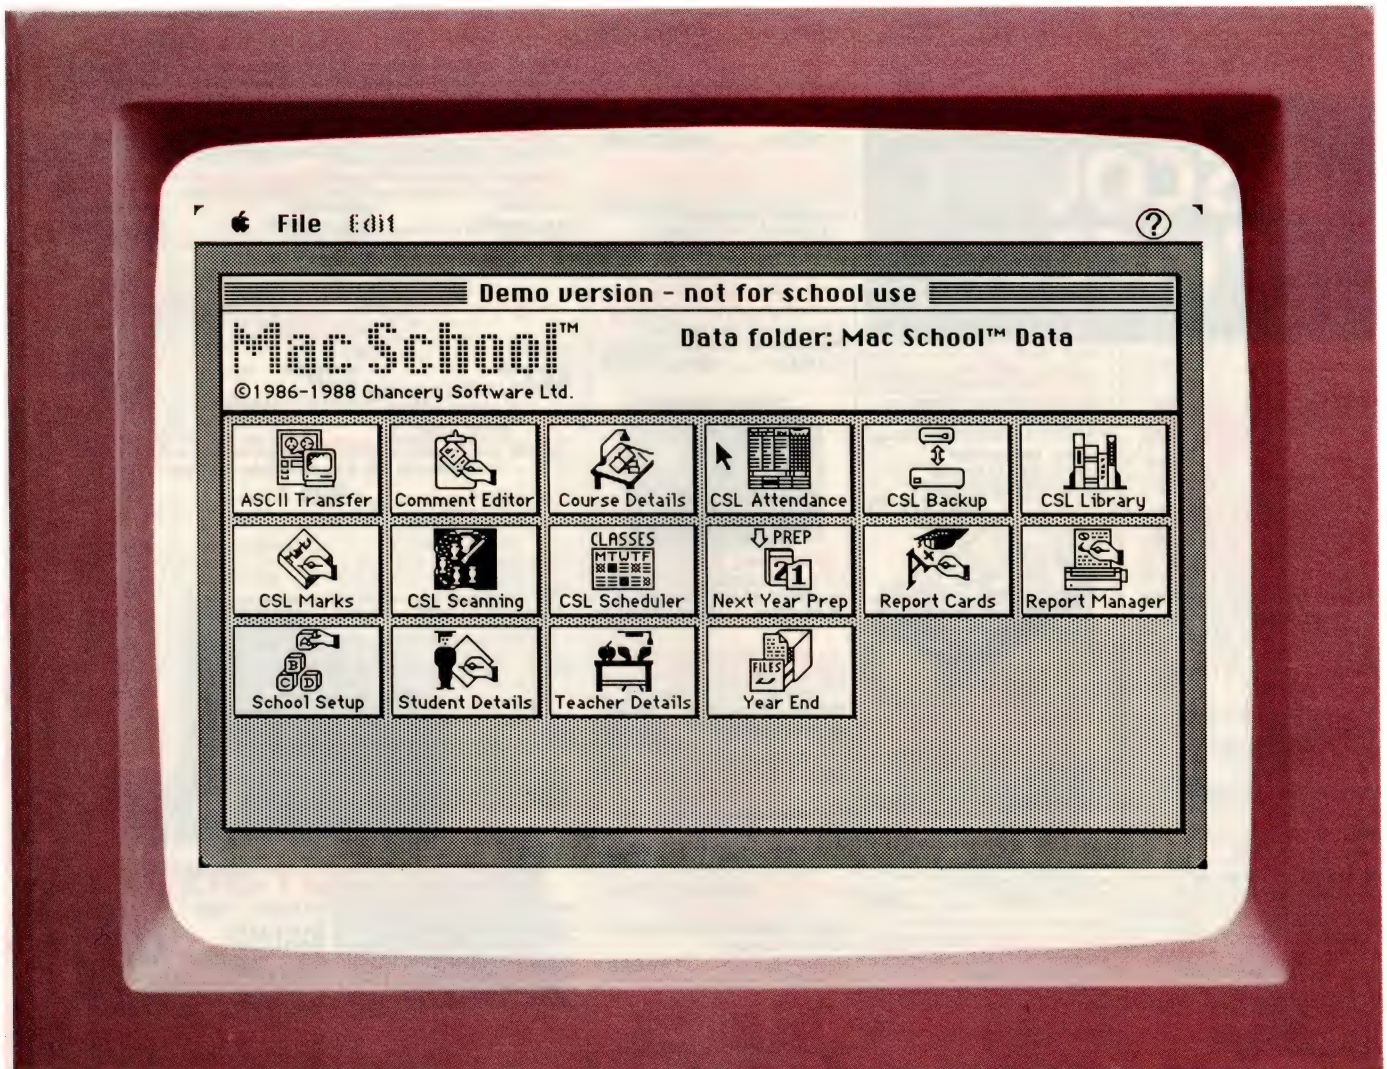 File Edit ?
Demo version - not for school use
Mac School™ Data folder: Mac School™ Data
©1986-1988 Chancery Software Ltd.
ASCII Transfer Comment Editor Course Details CSL Attendance CSL Backup CSL Library
CLASSES PREP
MTWTF 21
CSL Marks CSL Scanning CSL Scheduler Next Year Prep Report Cards Report Manager
B FILES
C D
School Setup Student Details Teacher Details Year End